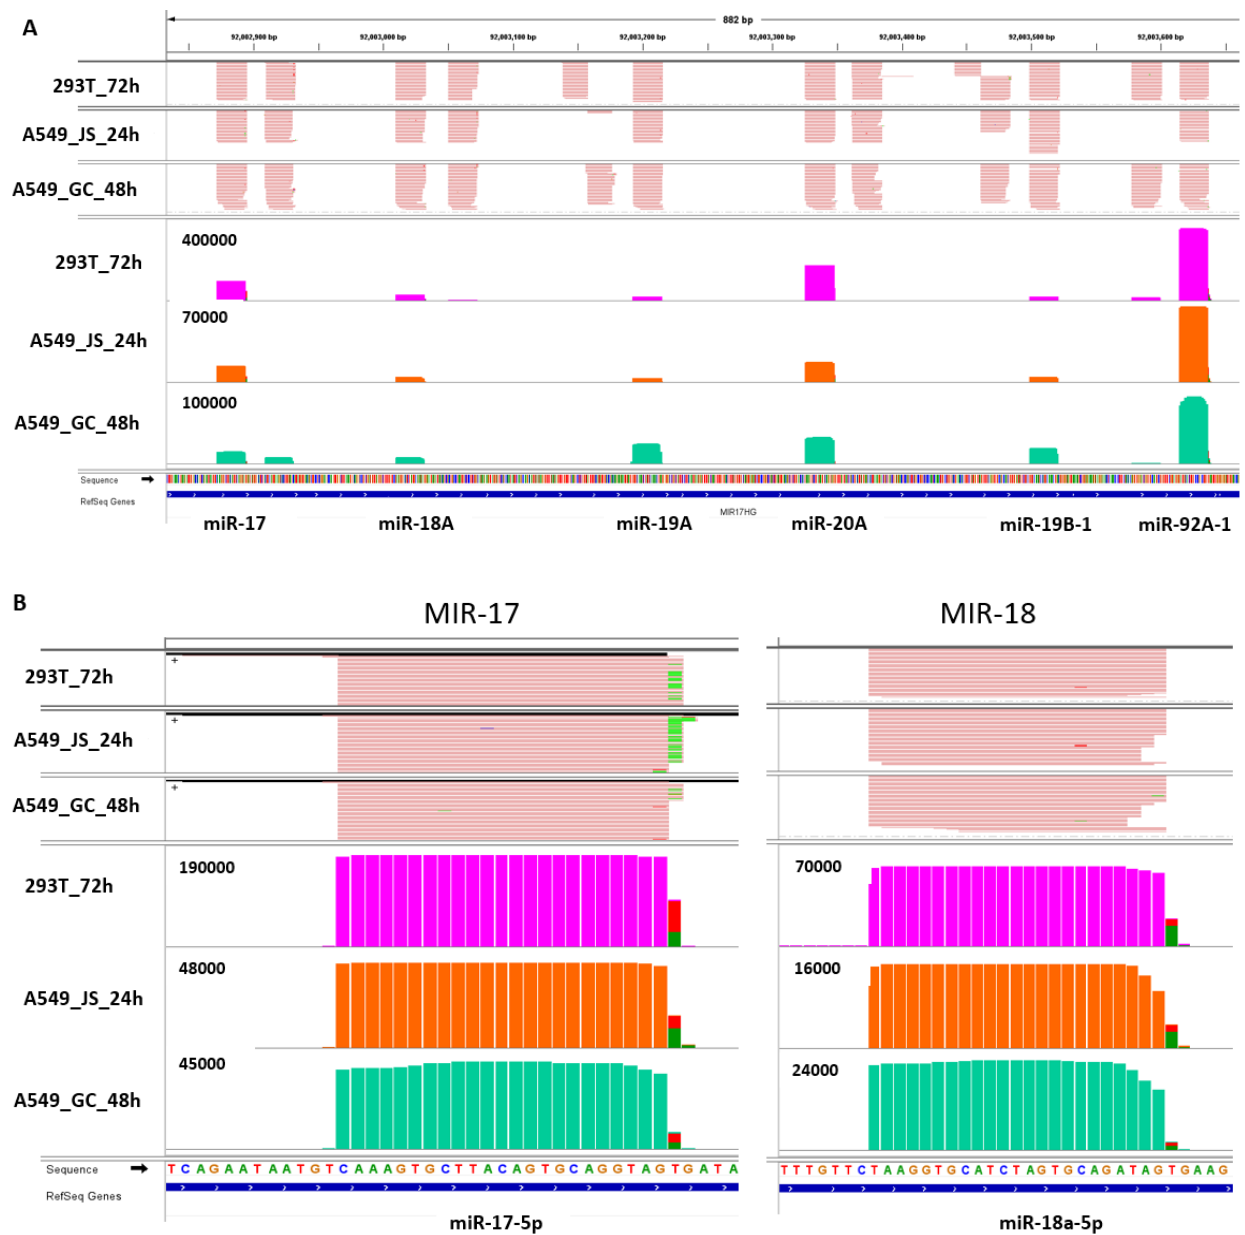 A
882 bp
92,002,900 bp 92,003,000 bp 92,003,100 bp 92,003,200 bp 92,003,300 bp 92,003,400 bp 92,003,500 bp 92,003,600 bp
293T_72h
A549_JS_24h
A549_GC_48h
400000
293T_72h
70000
A549_JS_24h
100000
A549_GC_48h
Sequence
RefSeq Genes
MIR17HG
miR-17 miR-18A miR-19A miR-20A miR-19B-1 miR-92A-1
B
MIR-17 MIR-18
293T_72h
+
A549_JS_24h
+
A549_GC_48h
+
190000 70000
293T_72h
48000 16000
A549_JS_24h
45000 24000
A549_GC_48h
Sequence
T C A G A A T A A T G T C A A A G T G C T T A C A G T G C A G G T A G T G A T A
T T T G T T C T A A G G T G C A T C T A G T G C A G A T A G T G A A G
RefSeq Genes
miR-17-5p miR-18a-5p